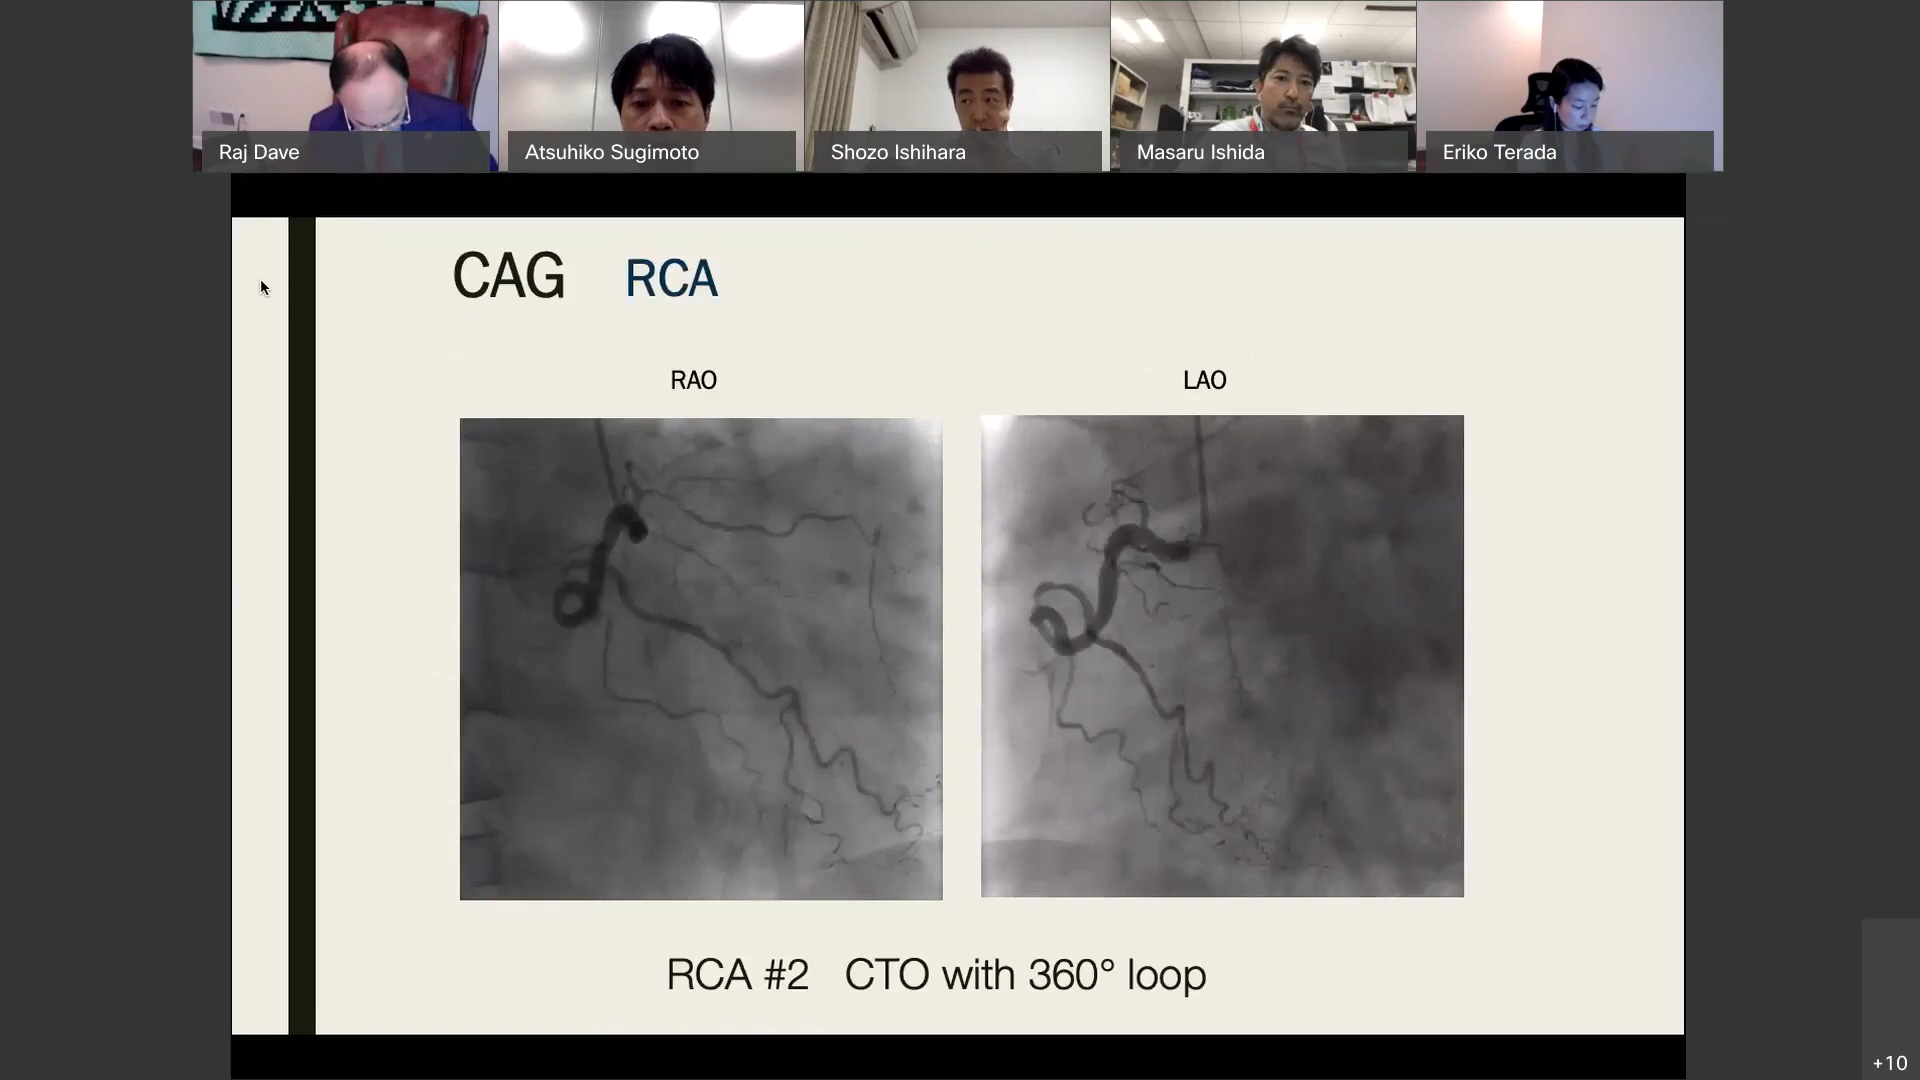 Raj Dave
Atsuhiko Sugimoto
Shozo Ishihara
Masaru Ishida
Eriko Terada
CAG RCA
RAO
LAO
RCA #2 CTO with 360° loop
+10